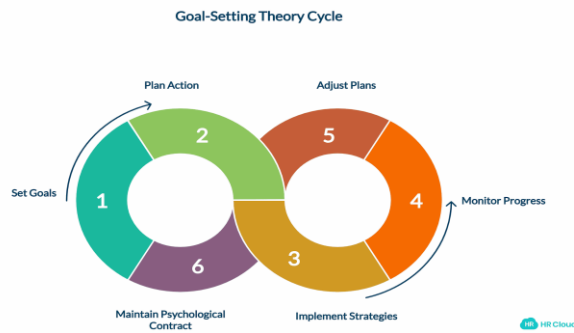 Goal-Setting Theory Cycle
Plan Action
Adjust Plans
2
5
Set Goals
1
4
Monitor Progress
6
3
Maintain Psychological
Contract
Implement Strategies
HR HR Cloud